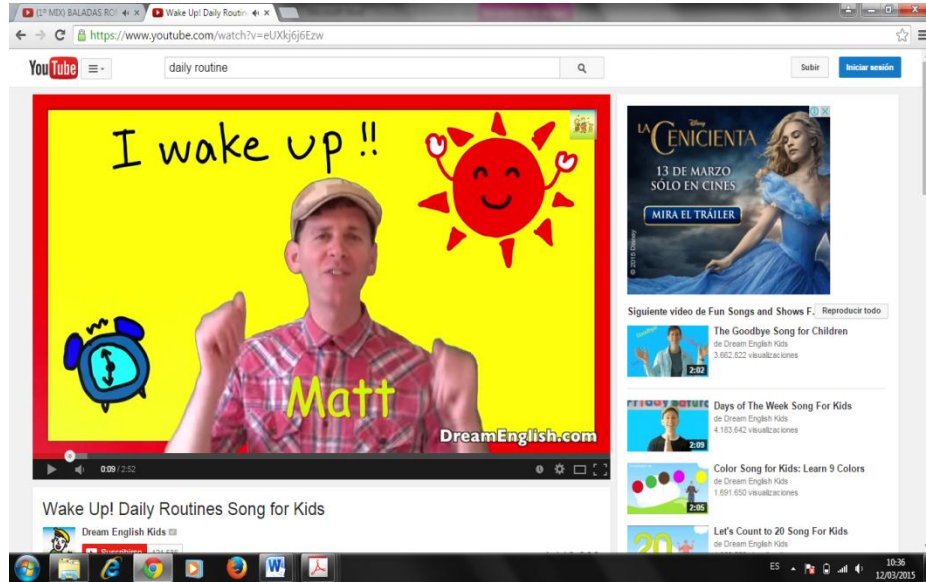 (1º MIX) BALADAS RO
Wake Up! Daily Routin
https://www.youtube.com/watch?v=eUXkj6j6Ezw
YouTube
daily routine
Subir
Iniciar sesión
I wake up !!
Matt
DreamEnglish.com
0:09 / 2:52
Wake Up! Daily Routines Song for Kids
Dream English Kids
Suscribirse
Disney
LA CENICIENTA
13 DE MARZO
SÓLO EN CINES
MIRA EL TRÁILER
© 2015 Disney
Siguiente vídeo de Fun Songs and Shows F...
Reproducir todo
The Goodbye Song for Children
de Dream English Kids
3.662.822 visualizaciones
2:02
Days of The Week Song For Kids
de Dream English Kids
4.183.642 visualizaciones
2:09
Color Song for Kids: Learn 9 Colors
de Dream English Kids
1.691.650 visualizaciones
2:05
Let's Count to 20 Song For Kids
de Dream English Kids
20
ES
10:36
12/03/2015